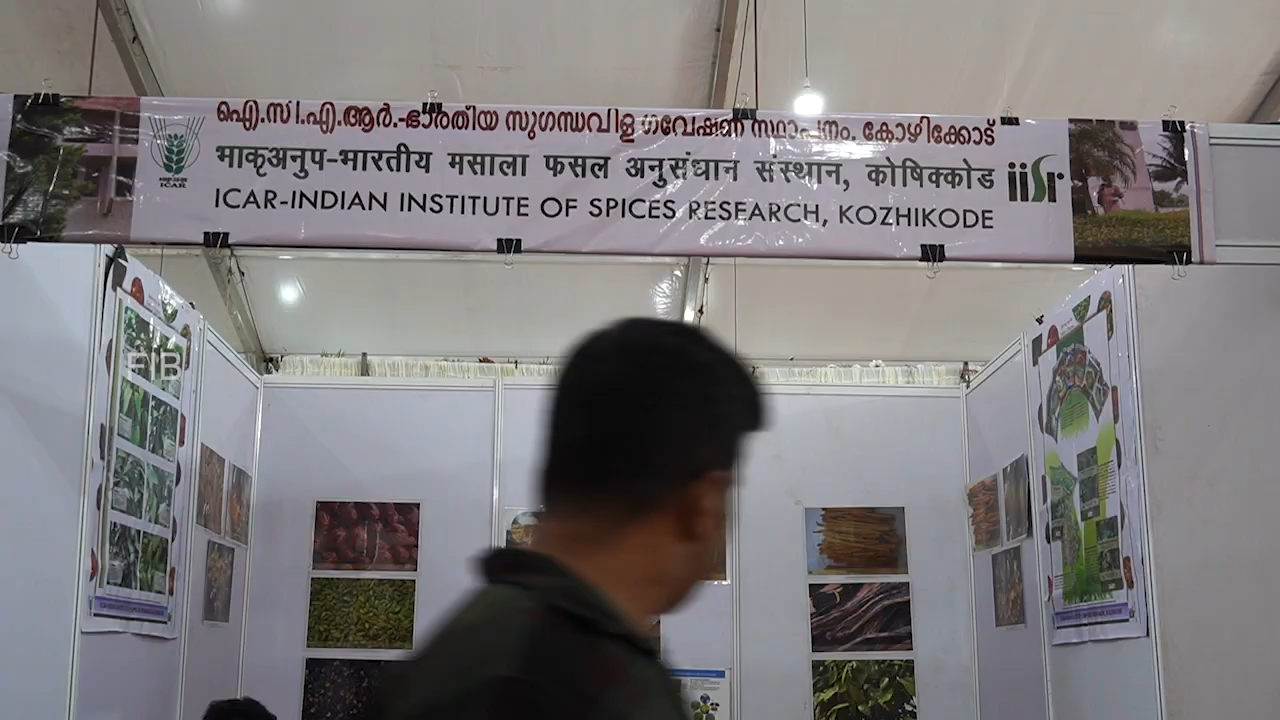 ഐ.സി.എ.ആർ.-ഭാരതീയ സുഗന്ധവിള ഗവേഷണ സ്ഥാപനം, കോഴിക്കോട്
भाकृअनुप-भारतीय मसाला फसल अनुसंधान संस्थान, कोषिक्कोड
ICAR-INDIAN INSTITUTE OF SPICES RESEARCH, KOZHIKODE
ICAR
iisr
FIB